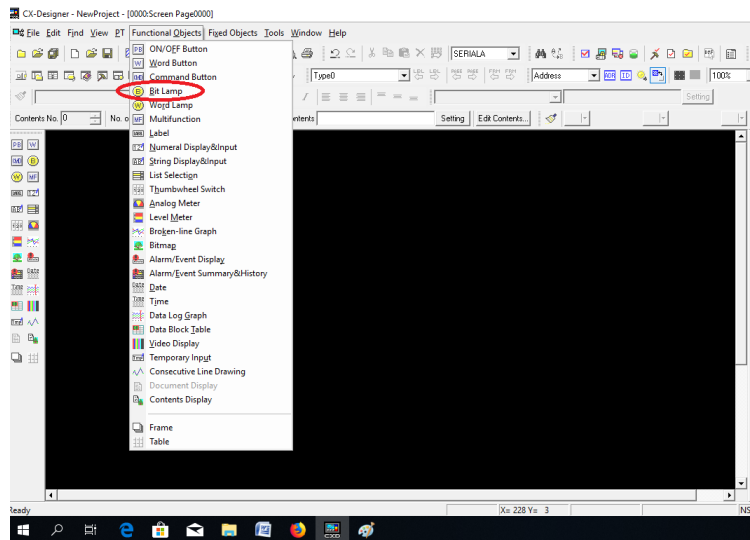 CX-Designer - NewProject - [0000:Screen Page0000]
File Edit Find View PT Functional Objects Fixed Objects Tools Window Help
SERIALA
Type0 Address 100%
Setting
Contents No. 0 No. o ntents Setting Edit Contents...
ON/OFF Button
Word Button
Command Button
Bit Lamp
Word Lamp
Multifunction
Label
Numeral Display&Input
String Display&Input
List Selection
Thumbwheel Switch
Analog Meter
Level Meter
Broken-line Graph
Bitmap
Alarm/Event Display
Alarm/Event Summary&History
Date
Time
Data Log Graph
Data Block Table
Video Display
Temporary Input
Consecutive Line Drawing
Document Display
Contents Display
Frame
Table
Ready X= 228 Y= 3 NS